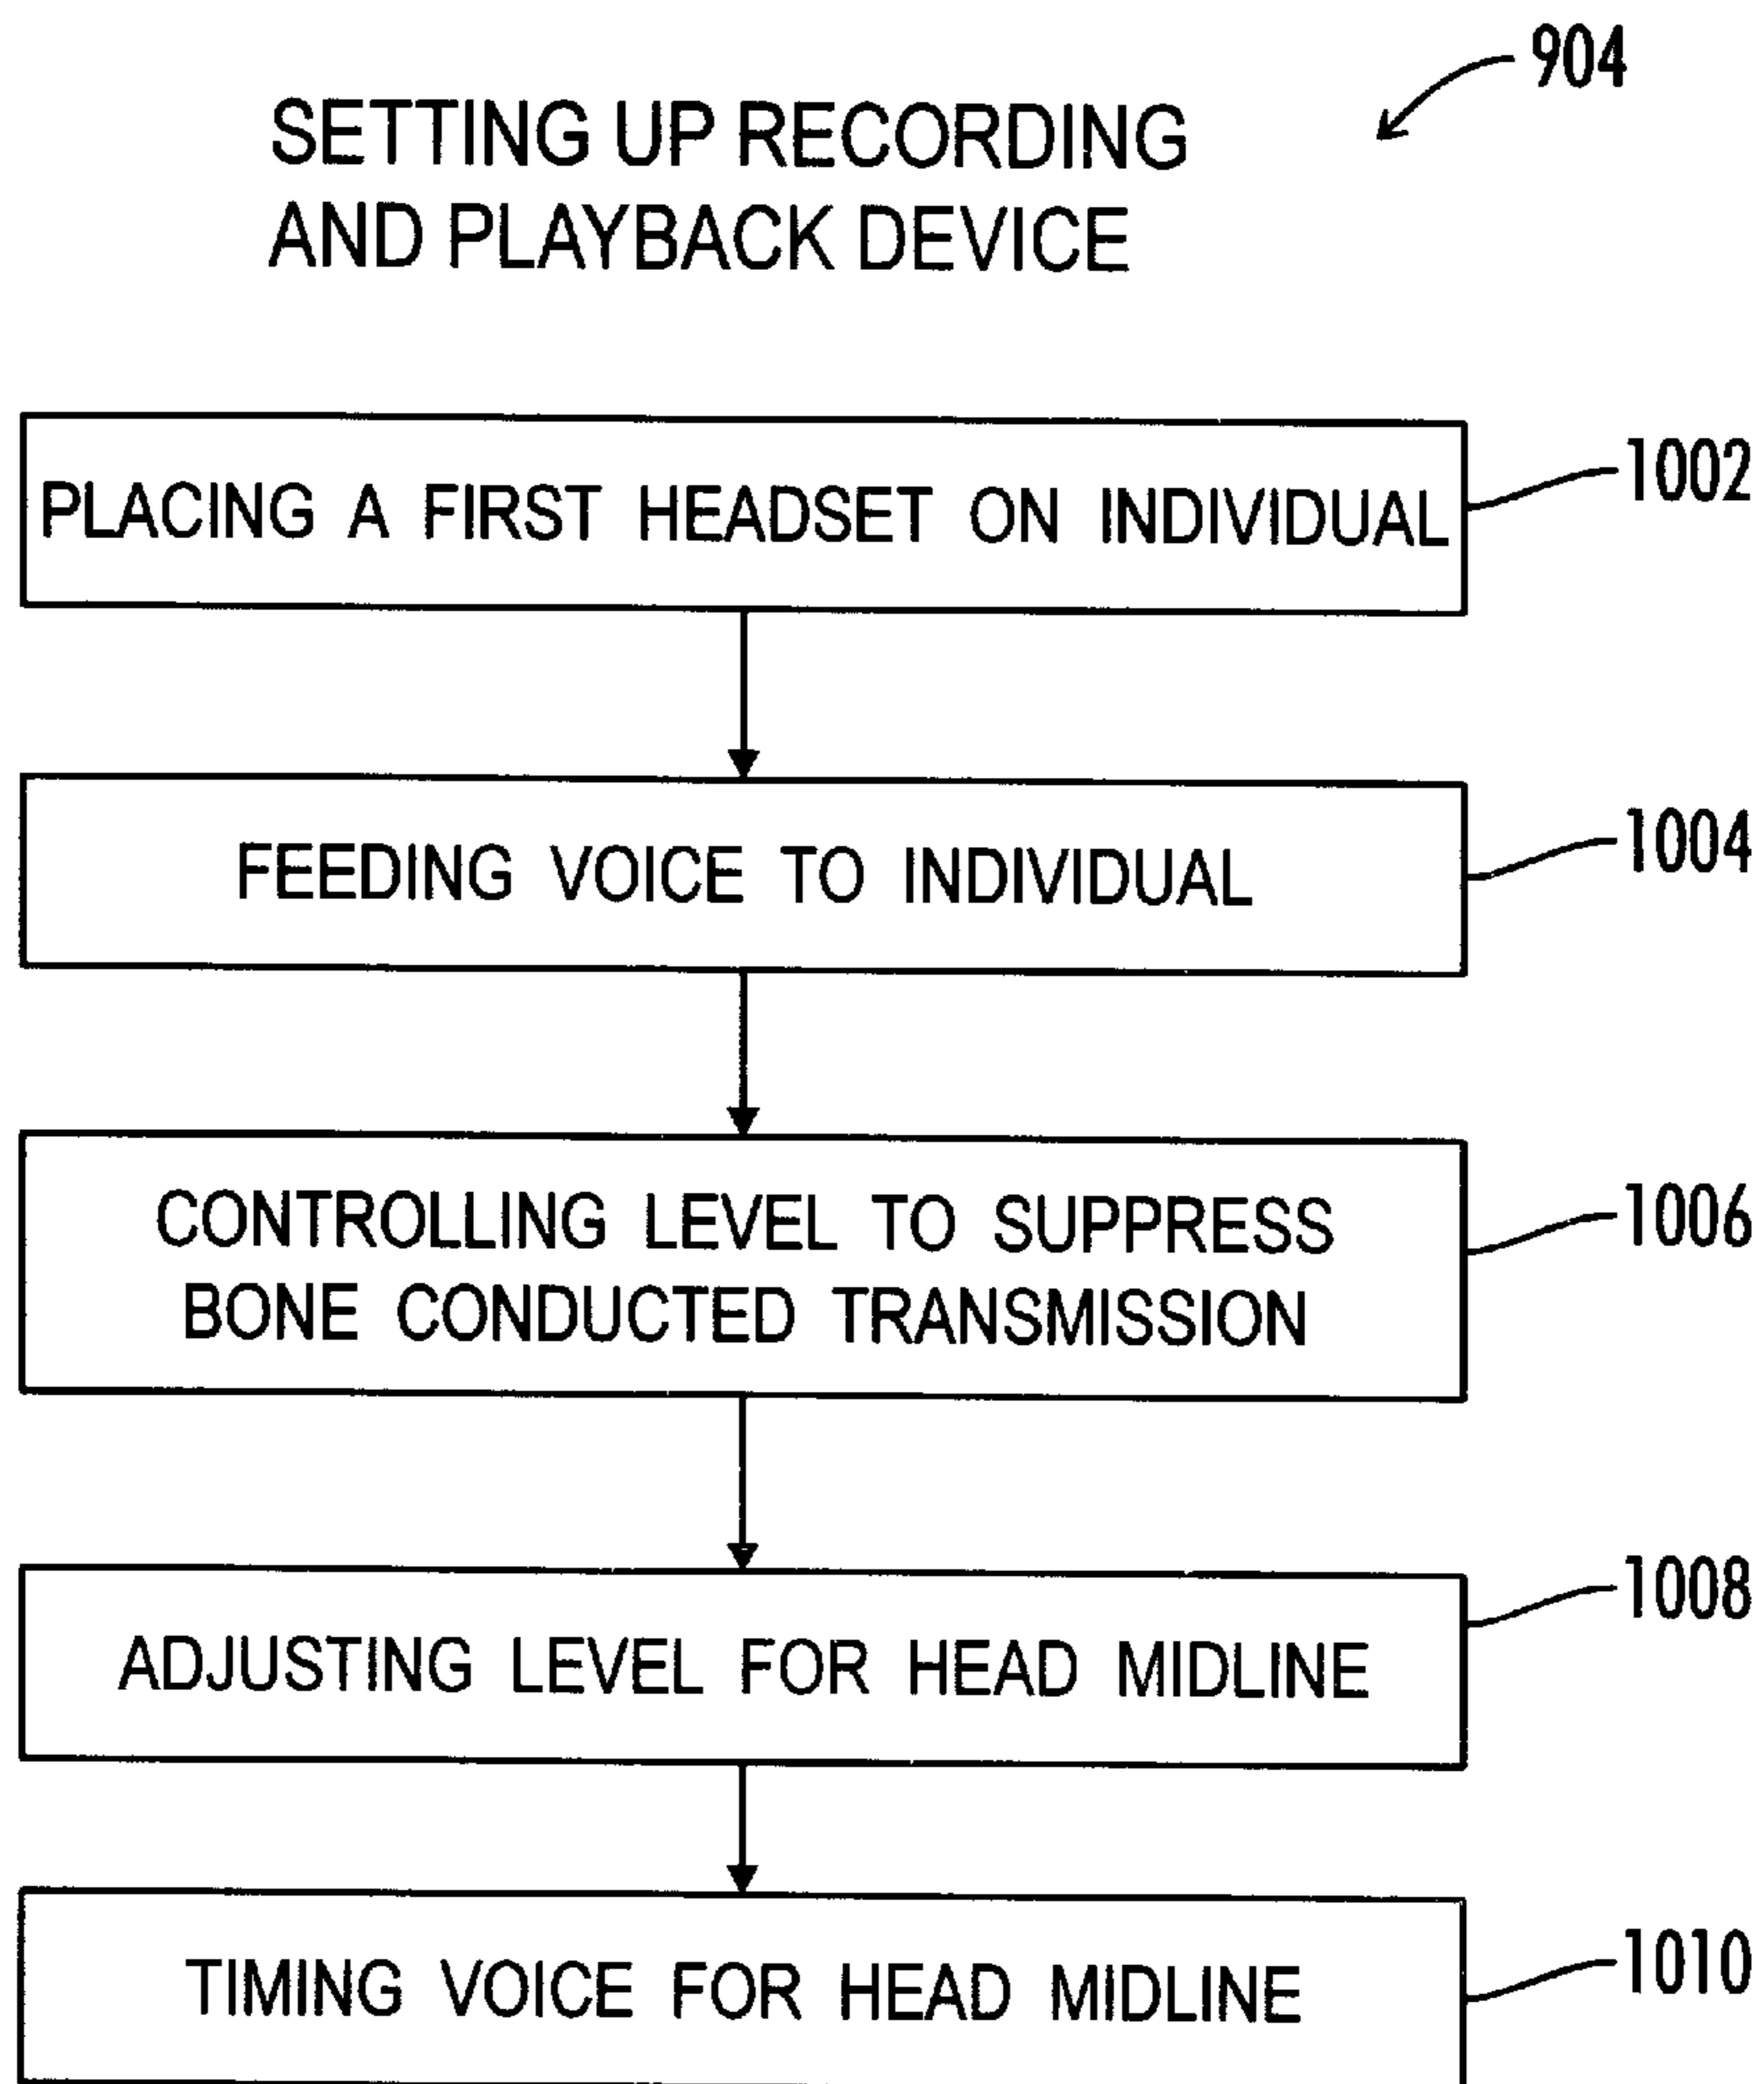 904
SETTING UP RECORDING
AND PLAYBACK DEVICE
PLACING A FIRST HEADSET ON INDIVIDUAL
1002
FEEDING VOICE TO INDIVIDUAL
1004
CONTROLLING LEVEL TO SUPPRESS
BONE CONDUCTED TRANSMISSION
1006
ADJUSTING LEVEL FOR HEAD MIDLINE
1008
TIMING VOICE FOR HEAD MIDLINE
1010